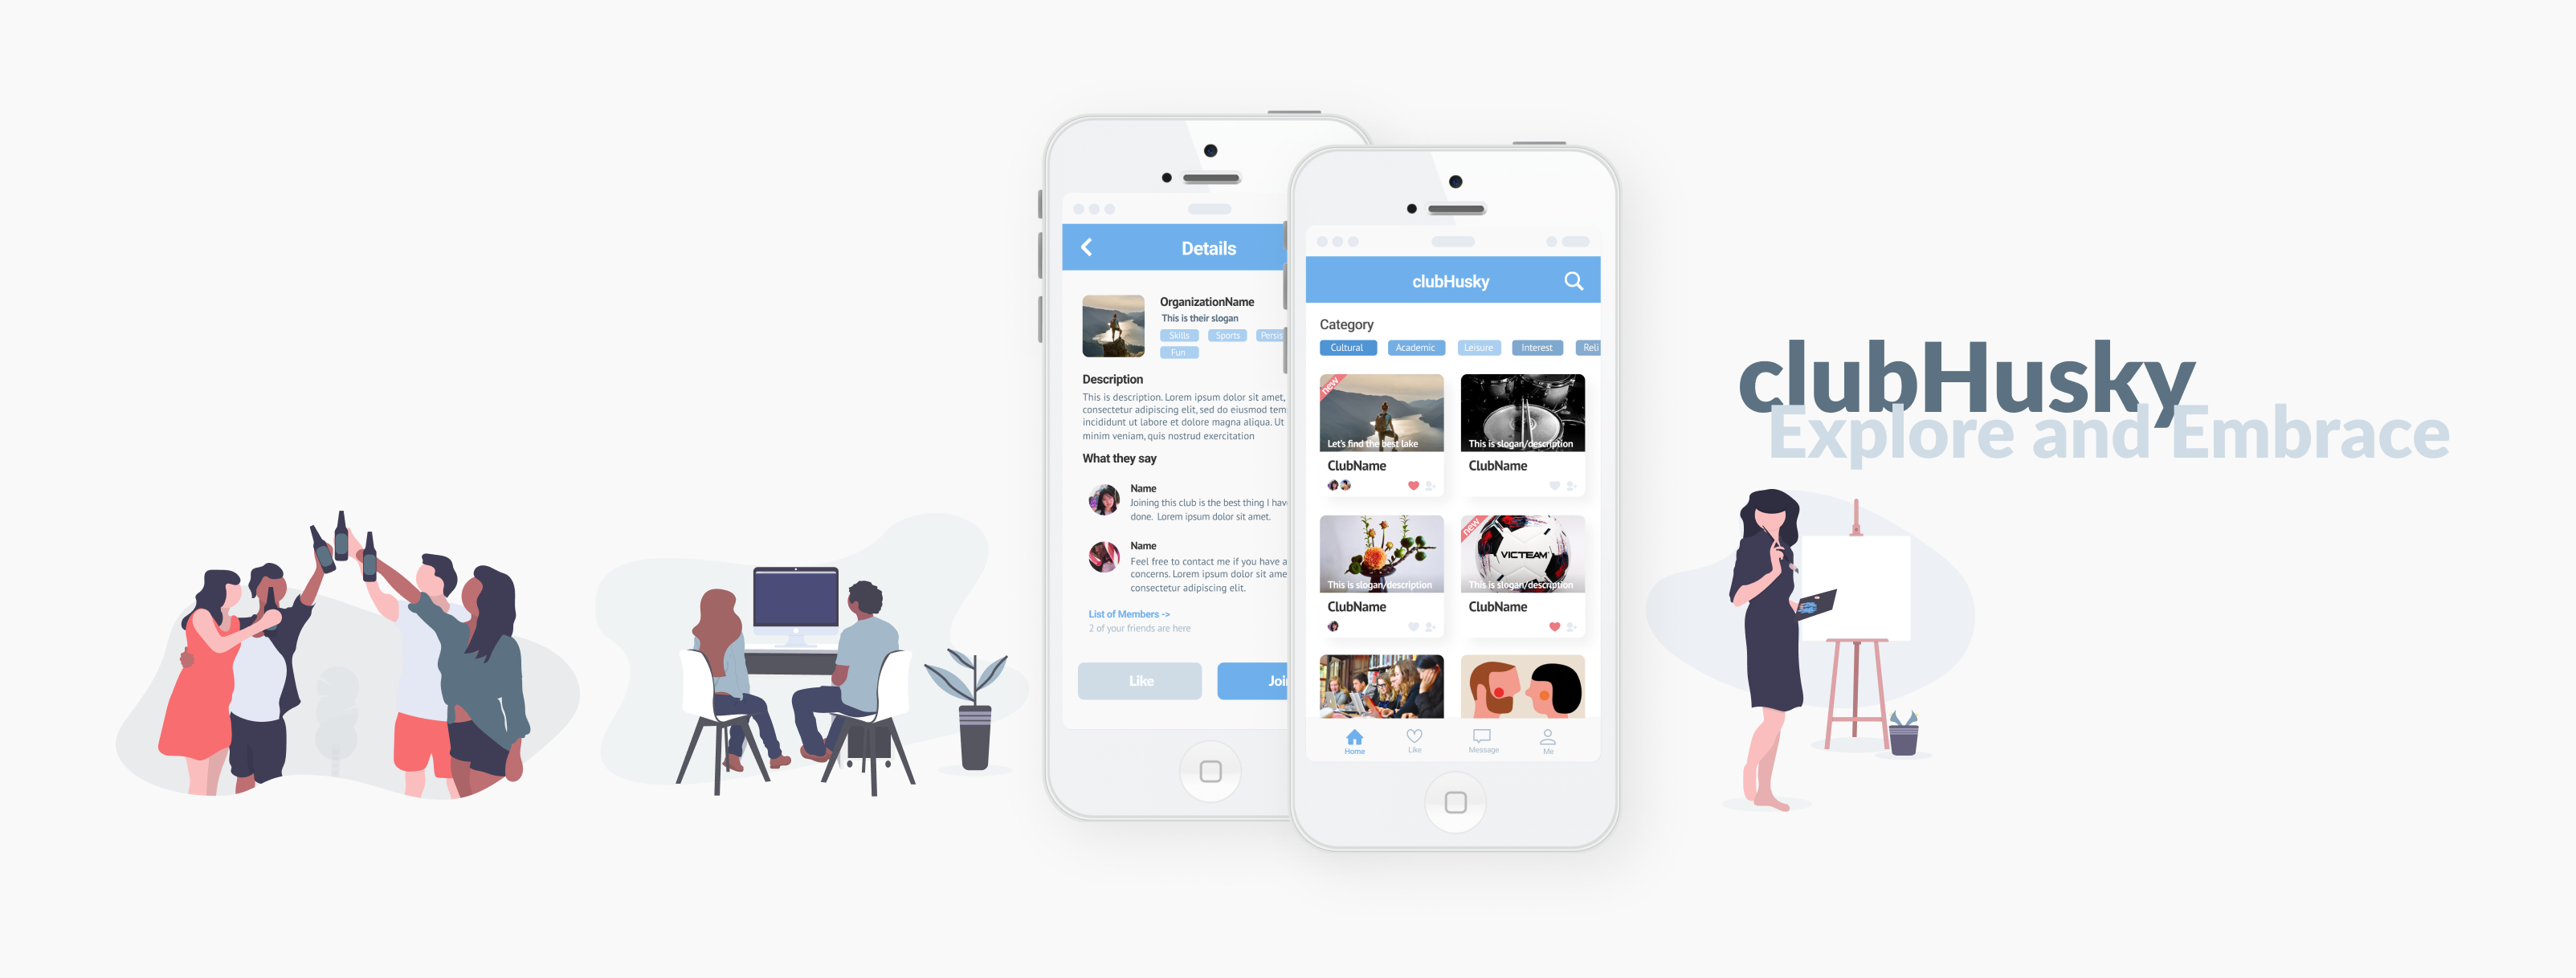 Details
OrganizationName
This is their slogan
Skills Sports Persis
Fun
Description
This is description. Lorem ipsum dolor sit amet,
consectetur adipiscing elit, sed do eiusmod tem
incididunt ut labore et dolore magna aliqua. Ut
minim veniam, quis nostrud exercitation
What they say
Name
Joining this club is the best thing I hav
done. Lorem ipsum dolor sit amet.
Name
Feel free to contact me if you have a
concerns. Lorem ipsum dolor sit ame
consectetur adipiscing elit.
List of Members ->
2 of your friends are here
Like Joi
clubHusky
Category
Cultural Academic Leisure Interest Reli
new
Let's find the best lake
ClubName
This is slogan/description
ClubName
This is slogan/description
ClubName
new
VICTEAM
This is slogan/description
ClubName
Home Like Message Me
clubHusky
Explore and Embrace